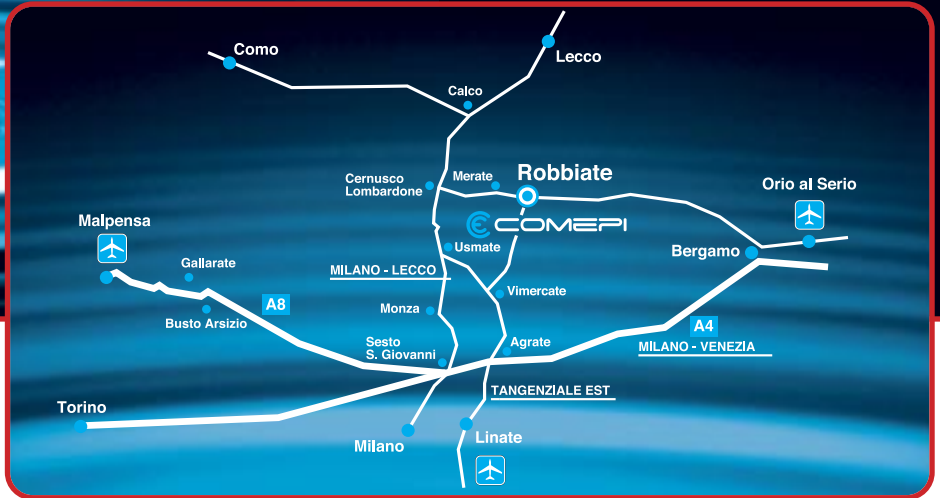 Como
Lecco
Calco
Cernusco
Lombardone
Merate
Robbiate
Orio al Serio
COMEPI
Malpensa
Usmate
Bergamo
Gallarate
MILANO - LECCO
Vimercate
A8
Busto Arsizio
Monza
A4
Sesto
S. Giovanni
Agrate
MILANO - VENEZIA
TANGENZIALE EST
Torino
Milano
Linate